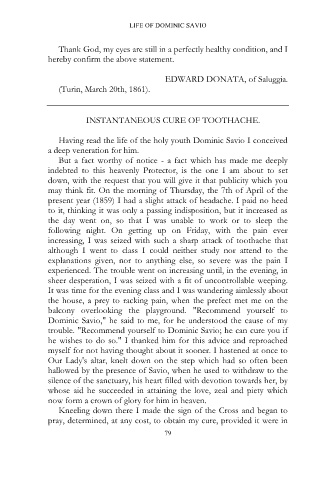 LIFE OF DOMINIC SAVIO
Thank God, my eyes are still in a perfectly healthy condition, and I
hereby confirm the above statement.
EDWARD DONATA, of Saluggia.
(Turin, March 20th, 1861).
INSTANTANEOUS CURE OF TOOTHACHE.
Having read the life of the holy youth Dominic Savio I conceived
a deep veneration for him.
But a fact worthy of notice - a fact which has made me deeply
indebted to this heavenly Protector, is the one I am about to set
down, with the request that you will give it that publicity which you
may think fit. On the morning of Thursday, the 7th of April of the
present year (1859) I had a slight attack of headache. I paid no heed
to it, thinking it was only a passing indisposition, but it increased as
the day went on, so that I was unable to work or to sleep the
following night. On getting up on Friday, with the pain ever
increasing, I was seized with such a sharp attack of toothache that
although I went to class I could neither study nor attend to the
explanations given, nor to anything else, so severe was the pain I
experienced. The trouble went on increasing until, in the evening, in
sheer desperation, I was seized with a fit of uncontrollable weeping.
It was time for the evening class and I was wandering aimlessly about
the house, a prey to racking pain, when the prefect met me on the
balcony overlooking the playground. "Recommend yourself to
Dominic Savio," he said to me, for he understood the cause of my
trouble. "Recommend yourself to Dominic Savio; he can cure you if
he wishes to do so." I thanked him for this advice and reproached
myself for not having thought about it sooner. I hastened at once to
Our Lady's altar, knelt down on the step which had so often been
hallowed by the presence of Savio, when he used to withdraw to the
silence of the sanctuary, his heart filled with devotion towards her, by
whose aid he succeeded in attaining the love, zeal and piety which
now form a crown of glory for him in heaven.
Kneeling down there I made the sign of the Cross and began to
pray, determined, at any cost, to obtain my cure, provided it were in
79